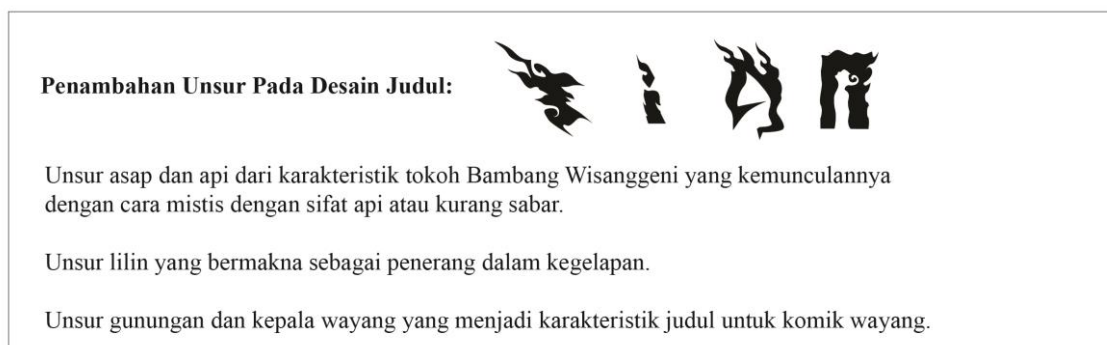 Penambahan Unsur Pada Desain Judul:
Unsur asap dan api dari karakteristik tokoh Bambang Wisanggeni yang kemunculannya
dengan cara mistis dengan sifat api atau kurang sabar.
Unsur lilin yang bermakna sebagai penerang dalam kegelapan.
Unsur gunungan dan kepala wayang yang menjadi karakteristik judul untuk komik wayang.